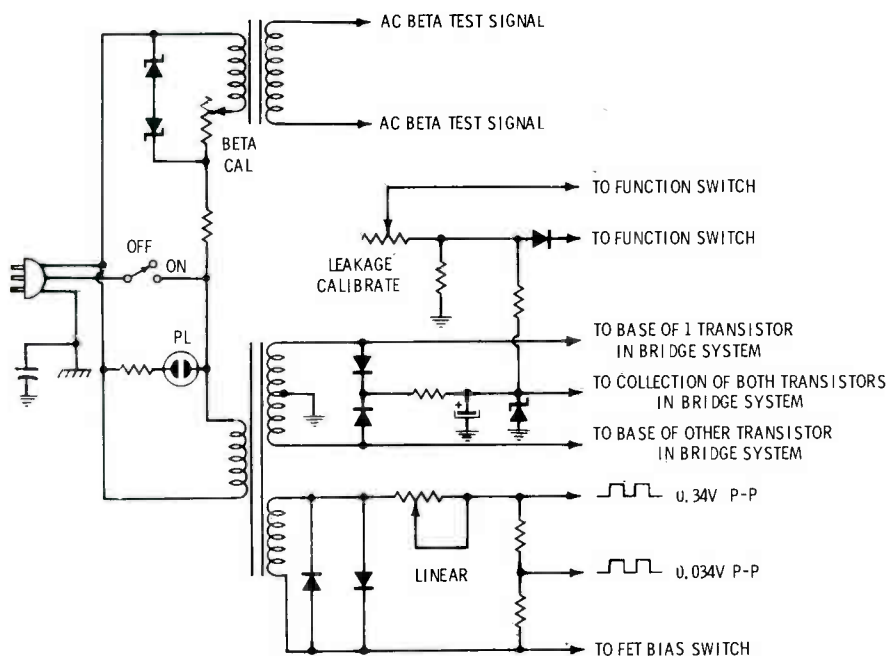 AC BETA TEST SIGNAL
AC BETA TEST SIGNAL
BETA
CAL
TO FUNCTION SWITCH
TO FUNCTION SWITCH
OFF
ON
LEAKAGE
CALIBRATE
PL
TO BASE OF 1 TRANSISTOR
IN BRIDGE SYSTEM
TO COLLECTION OF BOTH TRANSISTORS
IN BRIDGE SYSTEM
+
TO BASE OF OTHER TRANSISTOR
IN BRIDGE SYSTEM
0.34V P-P
LINEAR
0.034V P-P
TO FET BIAS SWITCH